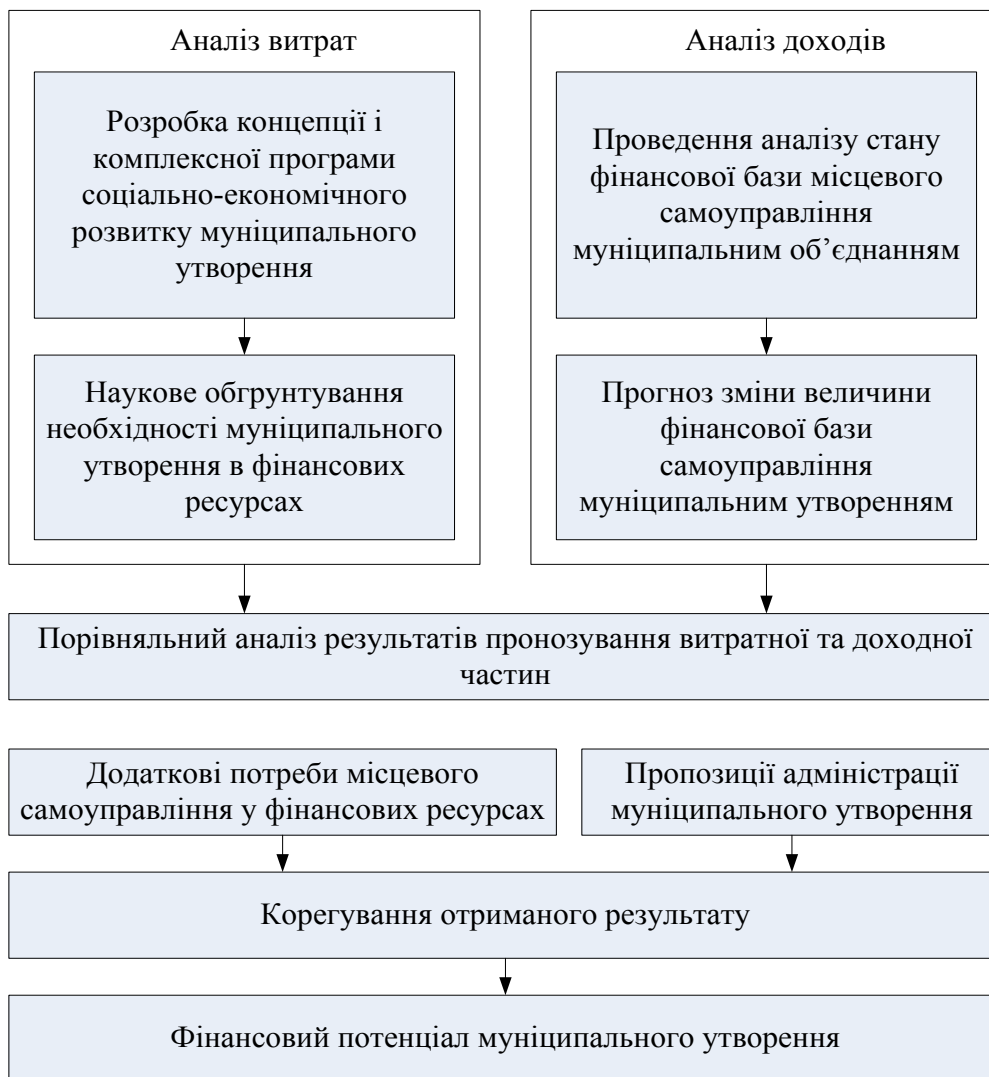 Аналіз витрат
Розробка концепції і
комплексної програми
соціально-економічного
розвитку муніципального
утворення
Наукове обгрунтування
необхідності муніципального
утворення в фінансових
ресурсах
Аналіз доходів
Проведення аналізу стану
фінансової бази місцевого
самоуправління
муніципальним об’єднанням
Прогноз зміни величини
фінансової бази
самоуправління
муніципальним утворенням
Порівняльний аналіз результатів пронозування витратної та доходної
частин
Додаткові потреби місцевого
самоуправління у фінансових ресурсах
Пропозиції адміністрації
муніципального утворення
Корегування отриманого результату
Фінансовий потенціал муніципального утворення